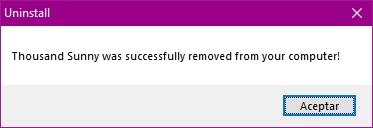 Uninstall
Thousand Sunny was successfully removed from your computer!
Aceptar